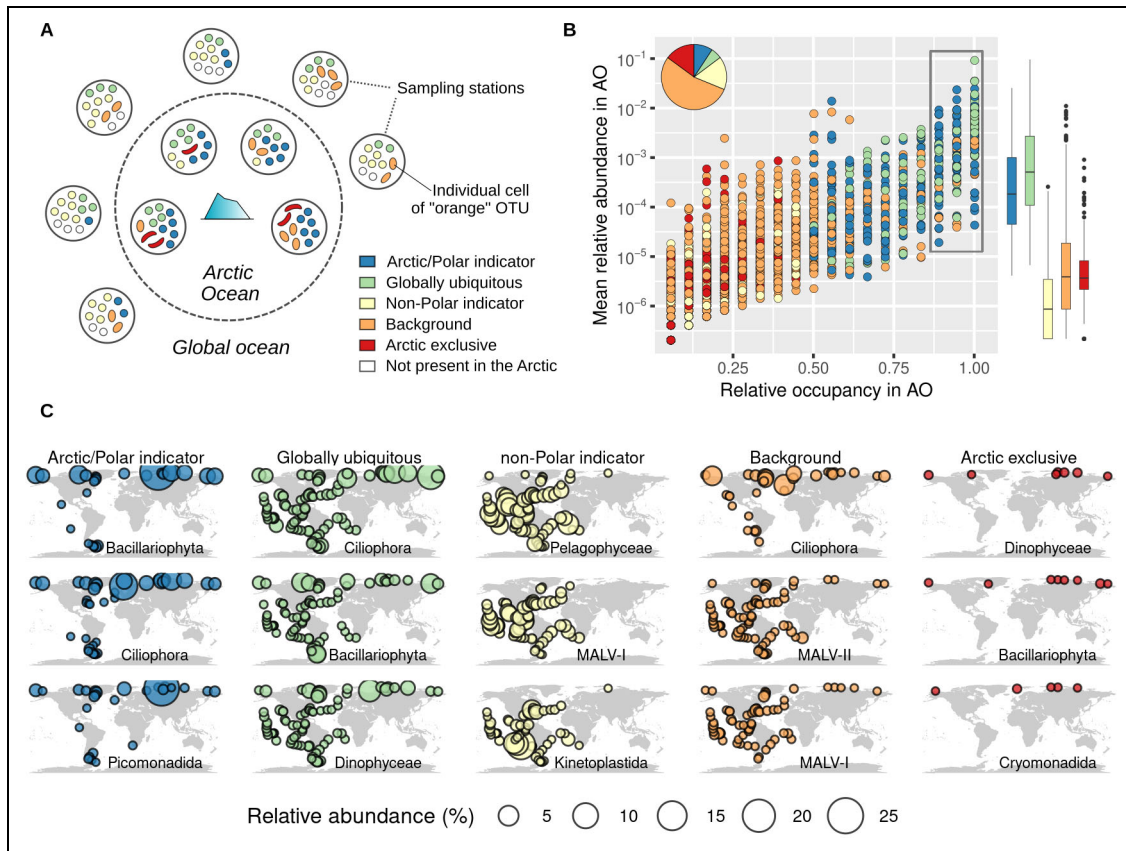 A
Sampling stations
Individual cell
of "orange" OTU
Arctic
Ocean
Global ocean
Arctic/Polar indicator
Globally ubiquitous
Non-Polar indicator
Background
Arctic exclusive
Not present in the Arctic
B
Mean relative abundance in AO
10⁻¹
10⁻²
10⁻³
10⁻⁴
10⁻⁵
10⁻⁶
0.25 0.50 0.75 1.00
Relative occupancy in AO
C
Arctic/Polar indicator Globally ubiquitous non-Polar indicator Background Arctic exclusive
Bacillariophyta Ciliophora Pelagophyceae Ciliophora Dinophyceae
Ciliophora Bacillariophyta MALV-I MALV-II Bacillariophyta
Picomonadida Dinophyceae Kinetoplastida MALV-I Cryomonadida
Relative abundance (%) 5 10 15 20 25